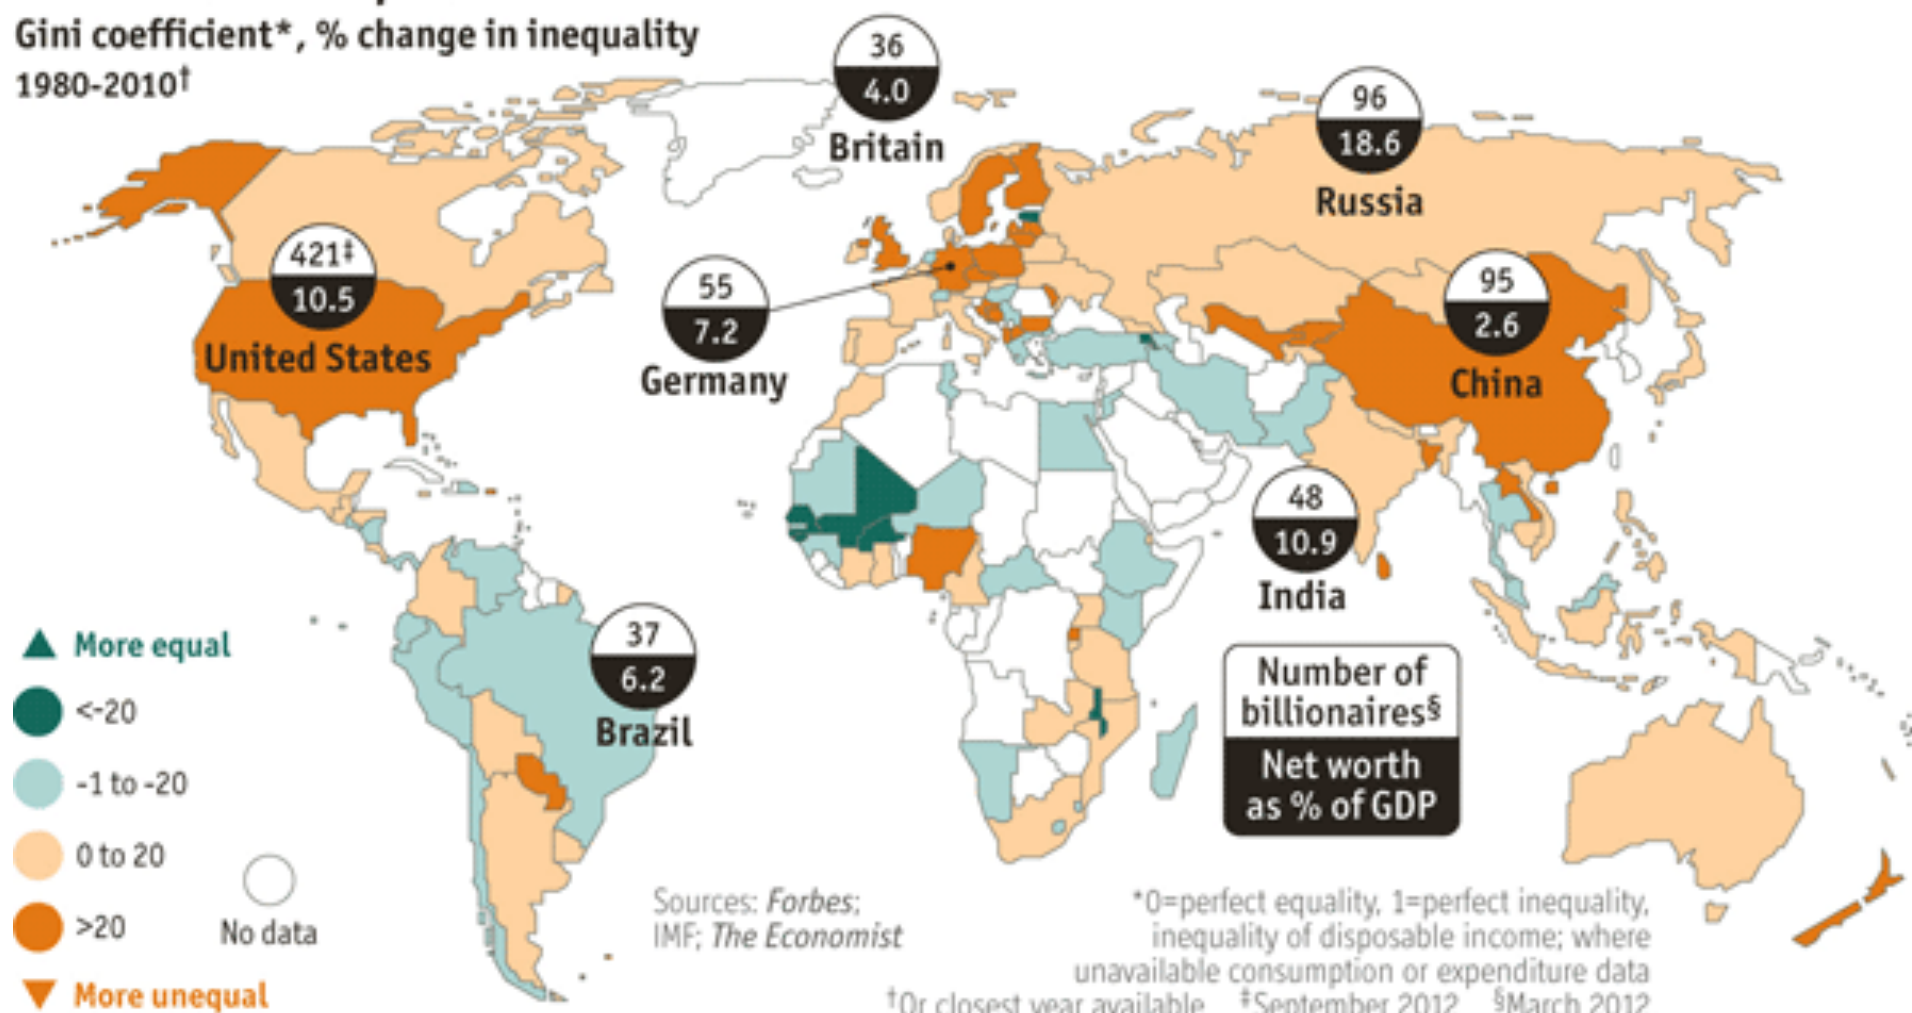 Gini coefficient*, % change in inequality
1980-2010†
36
4.0
Britain
96
18.6
Russia
421‡
10.5
United States
55
7.2
Germany
95
2.6
China
48
10.9
India
37
6.2
Brazil
More equal
<-20
-1 to -20
0 to 20
>20
More unequal
No data
Number of
billionaires§
Net worth
as % of GDP
Sources: Forbes;
IMF; The Economist
*0=perfect equality, 1=perfect inequality,
inequality of disposable income; where
unavailable consumption or expenditure data
†Or closest year available ‡September 2012 §March 2012